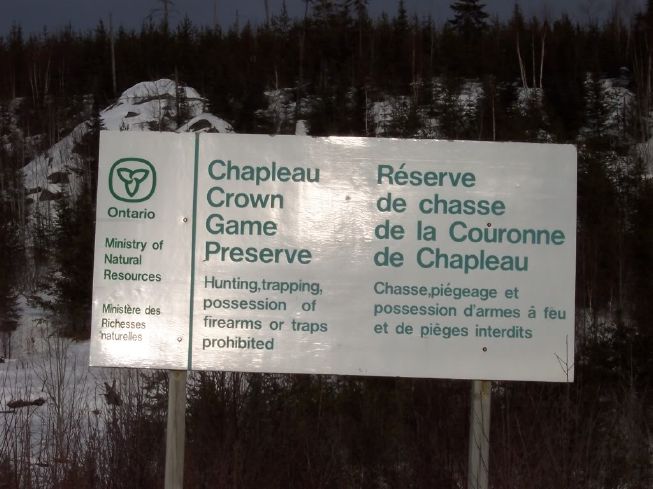 Ontario
Ministry of
Natural
Resources
Ministère des
Richesses
naturelles
Chapleau
Crown
Game
Preserve
Hunting,trapping,
possession of
firearms or traps
prohibited
Réserve
de chasse
de la Couronne
de Chapleau
Chasse,piégeage et
possession d'armes á feu
et de pièges interdits